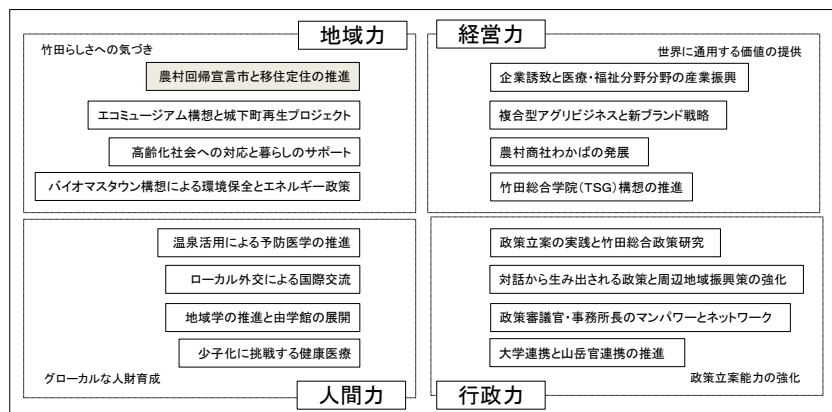 地域力
竹田らしさへの気づき
農村回帰宣言市と移住定住の推進
エコミュージアム構想と城下町再生プロジェクト
高齢化社会への対応と暮らしのサポート
バイオマスタウン構想による環境保全とエネルギー政策
経営力
世界に通用する価値の提供
企業誘致と医療・福祉分野分野の産業振興
複合型アグリビジネスと新ブランド戦略
農村商社わかばの発展
竹田総合学院(TSG)構想の推進
温泉活用による予防医学の推進
ローカル外交による国際交流
地域学の推進と由学館の展開
少子化に挑戦する健康医療
グローカルな人財育成
人間力
政策立案の実践と竹田総合政策研究
対話から生み出される政策と周辺地域振興策の強化
政策審議官・事務所長のマンパワーとネットワーク
大学連携と山岳官連携の推進
政策立案能力の強化
行政力